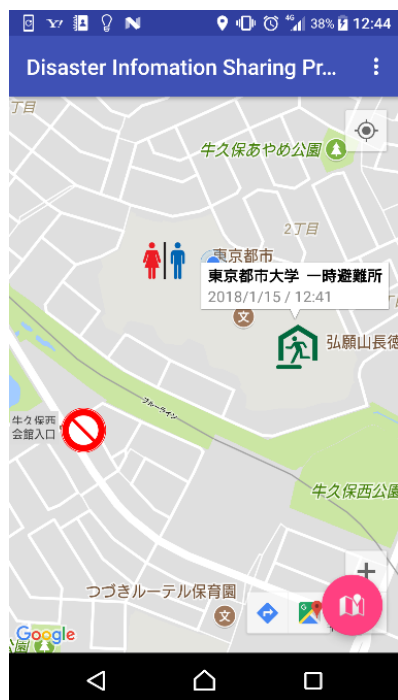 38% 12:44
Disaster Infomation Sharing Pr...
丁目
牛久保あやめ公園
2丁目
東京都市
東京都市大学 一時避難所
2018/1/15 / 12:41
文
弘願山長徳
ブルーライン
牛久保西
会館入口
牛久保西公園
つづきルーテル保育園
文
Google
公園